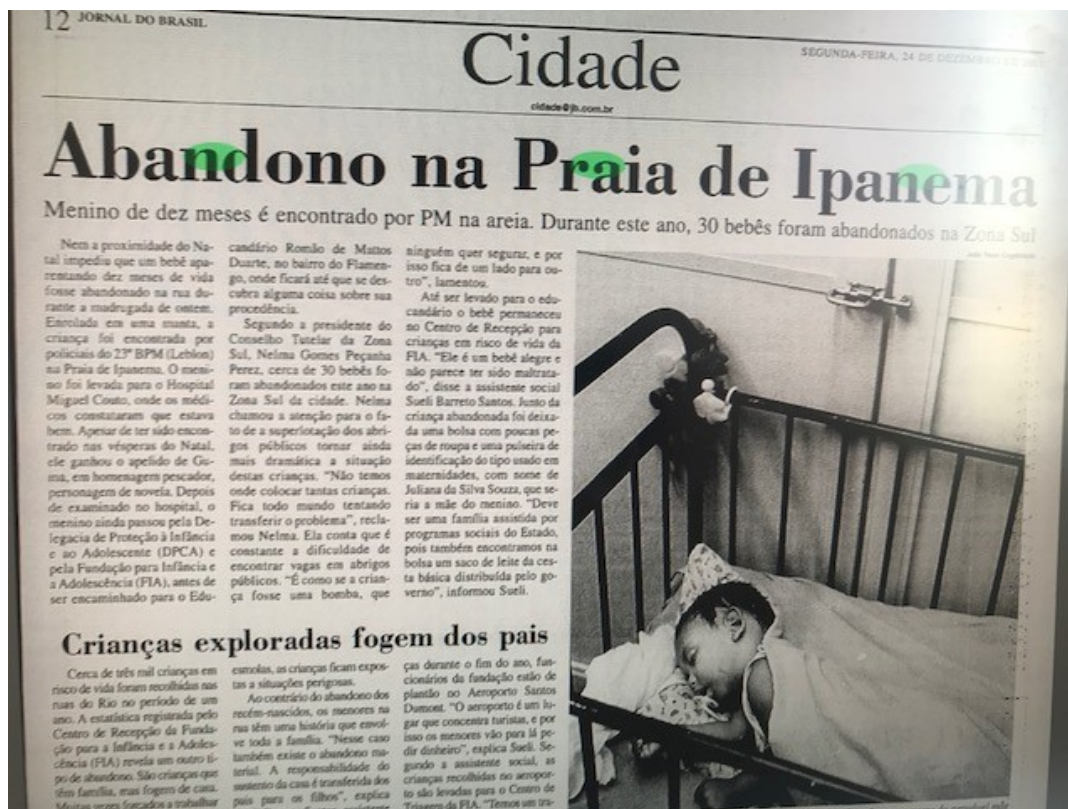 12 JORNAL DO BRASIL
SEGUNDA-FEIRA, 24 DE DEZEMBRO DE
Cidade
cidade@jb.com.br
Abandono na Praia de Ipanema
Menino de dez meses é encontrado por PM na areia. Durante este ano, 30 bebês foram abandonados na Zona Sul
Nem a proximidade do Na-
tal impediu que um bebê apa-
rentando dez meses de vida
fosse abandonado na rua du-
rante a madrugada de ontem.
Enrolada em uma manta, a
criança foi encontrada por
policiais do 23º BPM (Leblon)
na Praia de Ipanema. O meni-
no foi levada para o Hospital
Miguel Couto, onde os médi-
cos constataram que estava
bem. Apesar de ter sido encon-
trado nas vésperas do Natal,
ele ganhou o apelido de Gu-
ma, em homenagem pescador,
personagem de novela. Depois
de examinado no hospital, o
menino ainda passou pela De-
legacia de Proteção à Infância
e ao Adolescente (DPCA) e
pela Fundação para Infância e
a Adolescência (FIA), antes de
ser encaminhado para o Edu-
candário Romão de Mattos
Duarte, no bairro do Flamen-
go, onde ficará até que se des-
cubra alguma coisa sobre sua
procedência.
Segundo a presidente do
Conselho Tutelar da Zona
Sul, Nelma Gomes Peçanha
Perez, cerca de 30 bebês fo-
ram abandonados este ano na
Zona Sul da cidade. Nelma
chamou a atenção para o fa-
to de a superlotação dos abri-
gos públicos tornar ainda
mais dramática a situação
destas crianças. "Não temos
onde colocar tantas crianças.
Fica todo mundo tentando
transferir o problema", recla-
mou Nelma. Ela conta que é
constante a dificuldade de
encontrar vagas em abrigos
públicos. "É como se a crian-
ça fosse uma bomba, que
ninguém quer segurar, e por
isso fica de um lado para ou-
tro", lamentou.
Até ser levado para o edu-
candário o bebê permaneceu
no Centro de Recepção para
crianças em risco de vida da
FIA. "Ele é um bebê alegre e
não parece ter sido maltrata-
do", disse a assistente social
Sueli Barreto Santos. Junto da
criança abandonada foi deixa-
da uma bolsa com poucas pe-
ças de roupa e uma pulseira de
identificação do tipo usado em
maternidades, com nome de
Juliana da Silva Souza, que se-
ria a mãe do menino. "Deve
ser uma família assistida por
programas sociais do Estado,
pois também encontramos na
bolsa um saco de leite da ces-
ta básica distribuída pelo go-
verno", informou Sueli.
Crianças exploradas fogem dos pais
Cerca de três mil crianças em
risco de vida foram recolhidas nas
ruas do Rio no período de um
ano. A estatística registrada pelo
Centro de Recepção da Funda-
ção para a Infância e a Adoles-
cência (FIA) revela um outro ti-
po de abandono. São crianças que
têm família, mas fogem de casa.
Muitas vezes forçados a trabalhar
esmolas, as crianças ficam expos-
tas a situações perigosas.
Ao contrário do abandono dos
recém-nascidos, os menores na
rua têm uma história que envol-
ve toda a família. "Nesse caso
também existe o abandono ma-
terial. A responsabilidade do
sustento da casa é transferida dos
pais para os filhos", explica
ças durante o fim do ano, fun-
cionários da fundação estão de
plantão no Aeroporto Santos
Dumont. "O aeroporto é um lu-
gar que concentra turistas, e por
isso os menores vão para lá pe-
dir dinheiro", explica Sueli. Se-
gundo a assistente social, as
crianças recolhidas no aeropor-
to são levadas para o Centro de
Triagem da FIA. "Temos um tra-